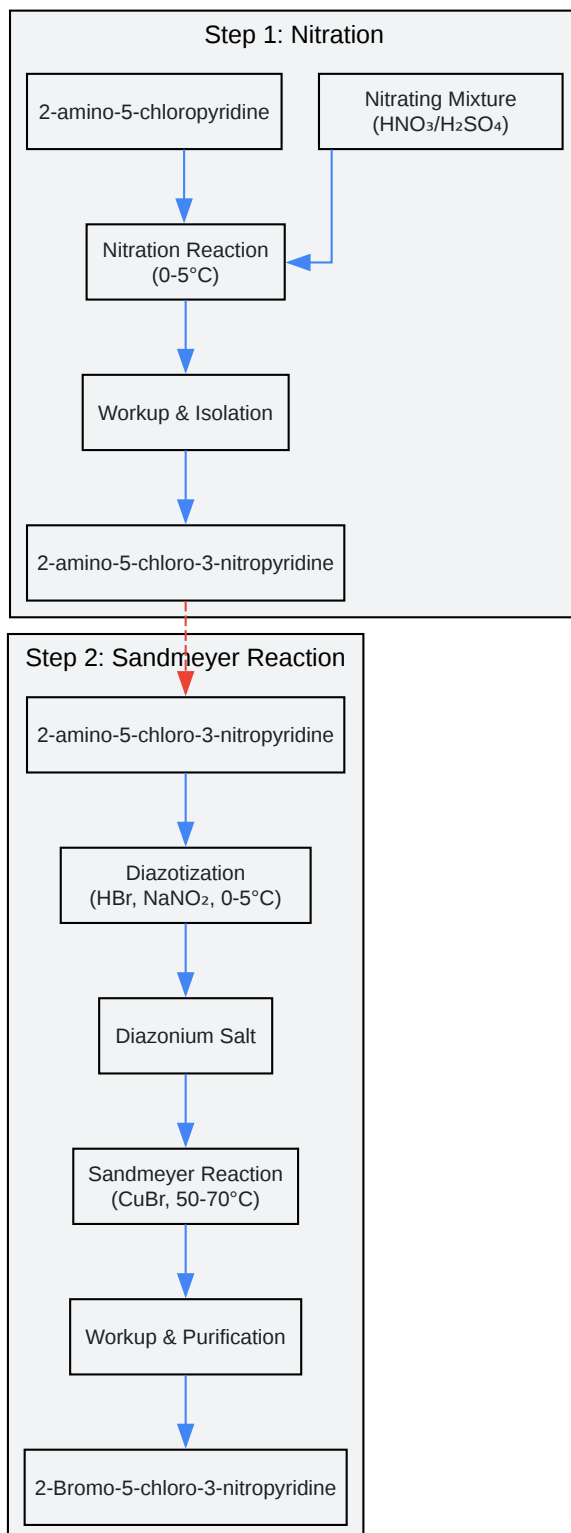 Step 1: Nitration
2-amino-5-chloropyridine
Nitrating Mixture
(HNO₃/H₂SO₄)
Nitration Reaction
(0-5°C)
Workup & Isolation
2-amino-5-chloro-3-nitropyridine
Step 2: Sandmeyer Reaction
2-amino-5-chloro-3-nitropyridine
Diazotization
(HBr, NaNO₂, 0-5°C)
Diazonium Salt
Sandmeyer Reaction
(CuBr, 50-70°C)
Workup & Purification
2-Bromo-5-chloro-3-nitropyridine